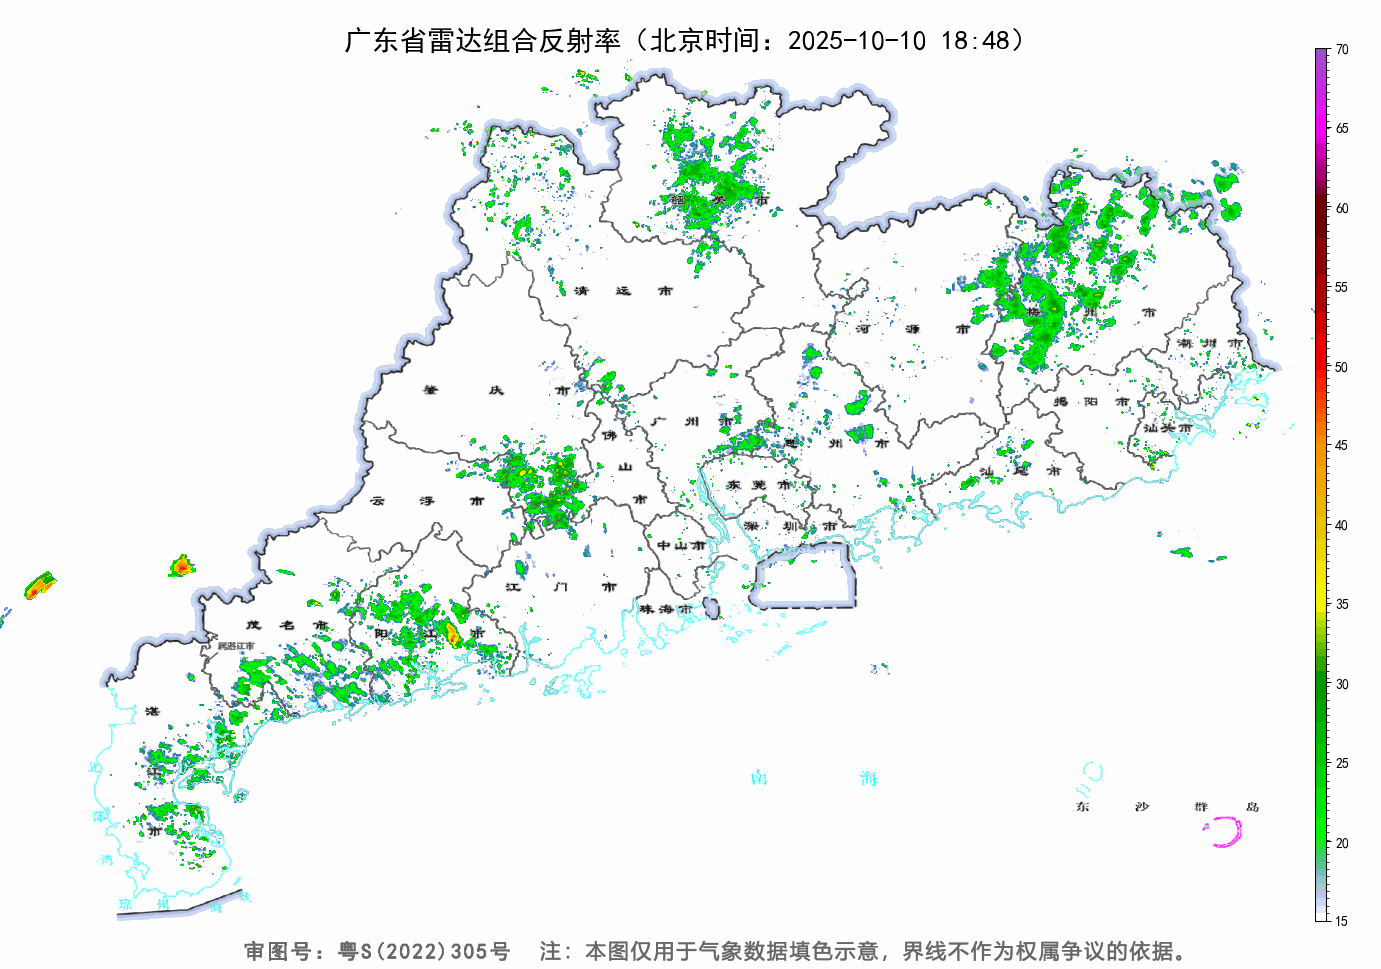 广东省雷达组合反射率（北京时间：2025-10-10 18:48）
70
65
60
55
50
45
40
35
30
25
20
15
韶关市
清远市
河源市
梅州市
潮州市
肇庆市
广州市
佛山市
惠州市
揭阳市
汕头市
汕尾市
东莞市
云浮市
深圳市
中山市
江门市
珠海市
茂名市
阳江市
属湛江市
湛江市
北部湾
南海
东沙群岛
琼州海峡
审图号：粤S(2022)305号 注：本图仅用于气象数据填色示意，界线不作为权属争议的依据。